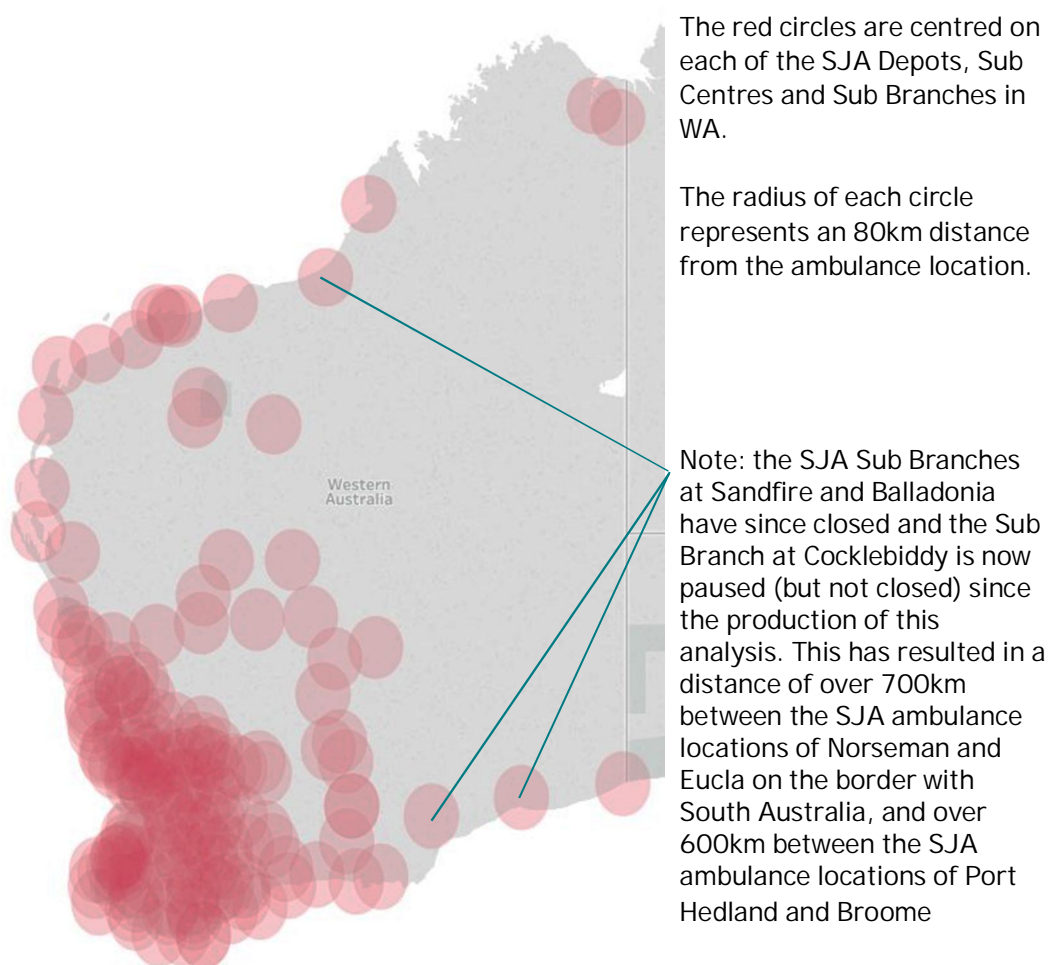 The red circles are centred on
each of the SJA Depots, Sub
Centres and Sub Branches in
WA.
The radius of each circle
represents an 80km distance
from the ambulance location.
Western
Australia
Note: the SJA Sub Branches
at Sandfire and Balladonia
have since closed and the Sub
Branch at Cocklebiddy is now
paused (but not closed) since
the production of this
analysis. This has resulted in a
distance of over 700km
between the SJA ambulance
locations of Norseman and
Eucla on the border with
South Australia, and over
600km between the SJA
ambulance locations of Port
Hedland and Broome